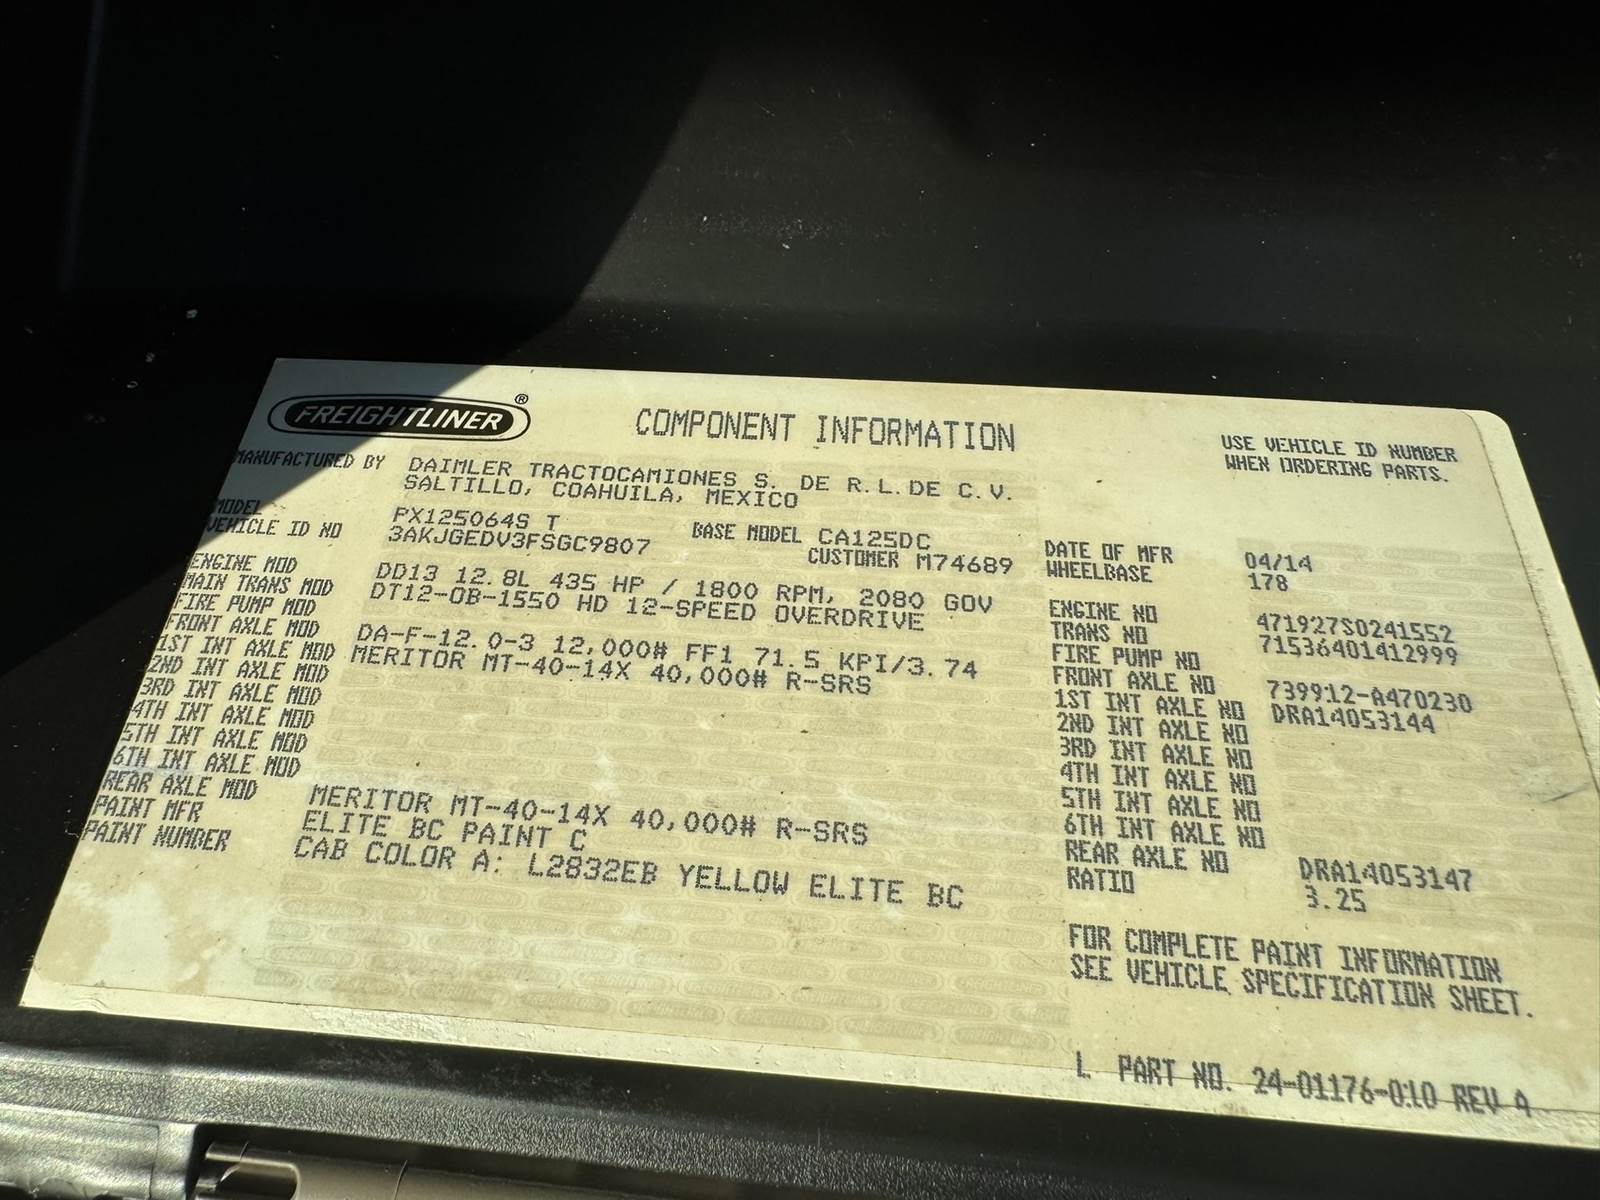 FREIGHTLINER®
COMPONENT INFORMATION
USE VEHICLE ID NUMBER
WHEN ORDERING PARTS.
MANUFACTURED BY DAIMLER TRACTOCAMIONES S. DE R.L.DE C.V.
SALTILLO, COAHUILA, MEXICO
MODEL PX125064S T BASE MODEL CA125DC
VEHICLE ID NO 3AKJGEDV3FSGC9807 CUSTOMER M74689
DATE OF MFR 04/14
WHEELBASE 178
ENGINE MOD DD13 12.8L 435 HP / 1800 RPM, 2080 GOV
MAIN TRANS MOD DT12-OB-1550 HD 12-SPEED OVERDRIVE
FIRE PUMP MOD
FRONT AXLE MOD DA-F-12.0-3 12,000# FF1 71.5 KPI/3.74
1ST INT AXLE MOD MERITOR MT-40-14X 40,000# R-SRS
2ND INT AXLE MOD
3RD INT AXLE MOD
4TH INT AXLE MOD
5TH INT AXLE MOD
6TH INT AXLE MOD
REAR AXLE MOD MERITOR MT-40-14X 40,000# R-SRS
PAINT MFR ELITE BC PAINT C
PAINT NUMBER CAB COLOR A: L2832EB YELLOW ELITE BC
ENGINE NO 471927S0241552
TRANS NO 71536401412999
FIRE PUMP NO
FRONT AXLE NO 739912-A470230
1ST INT AXLE NO DRA14053144
2ND INT AXLE NO
3RD INT AXLE NO
4TH INT AXLE NO
5TH INT AXLE NO
6TH INT AXLE NO
REAR AXLE NO DRA14053147
RATIO 3.25
FOR COMPLETE PAINT INFORMATION
SEE VEHICLE SPECIFICATION SHEET.
L PART NO. 24-01176-010 REV A